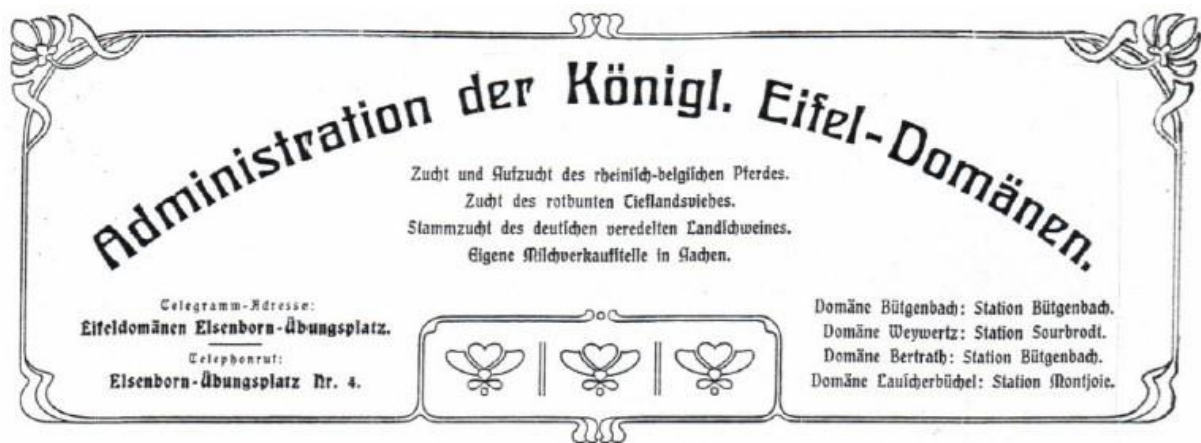 Administration der Königl. Eifel-Domänen.
Zucht und Aufzucht des rheinisch-belgischen Pferdes.
Zucht des rotbunten Tieflandsviehes.
Stammzucht des deutschen veredelten Landschweines.
Eigene Milchverkaufstelle in Aachen.
Telegramm-Adresse:
Eifeldomänen Elsenborn-Übungsplatz.
Telephonruf:
Elsenborn-Übungsplatz Nr. 4.
Domäne Bütgenbach: Station Bütgenbach.
Domäne Weywertz: Station Sourbrodt.
Domäne Bertrath: Station Bütgenbach.
Domäne Lauscherbüchel: Station Montjoie.